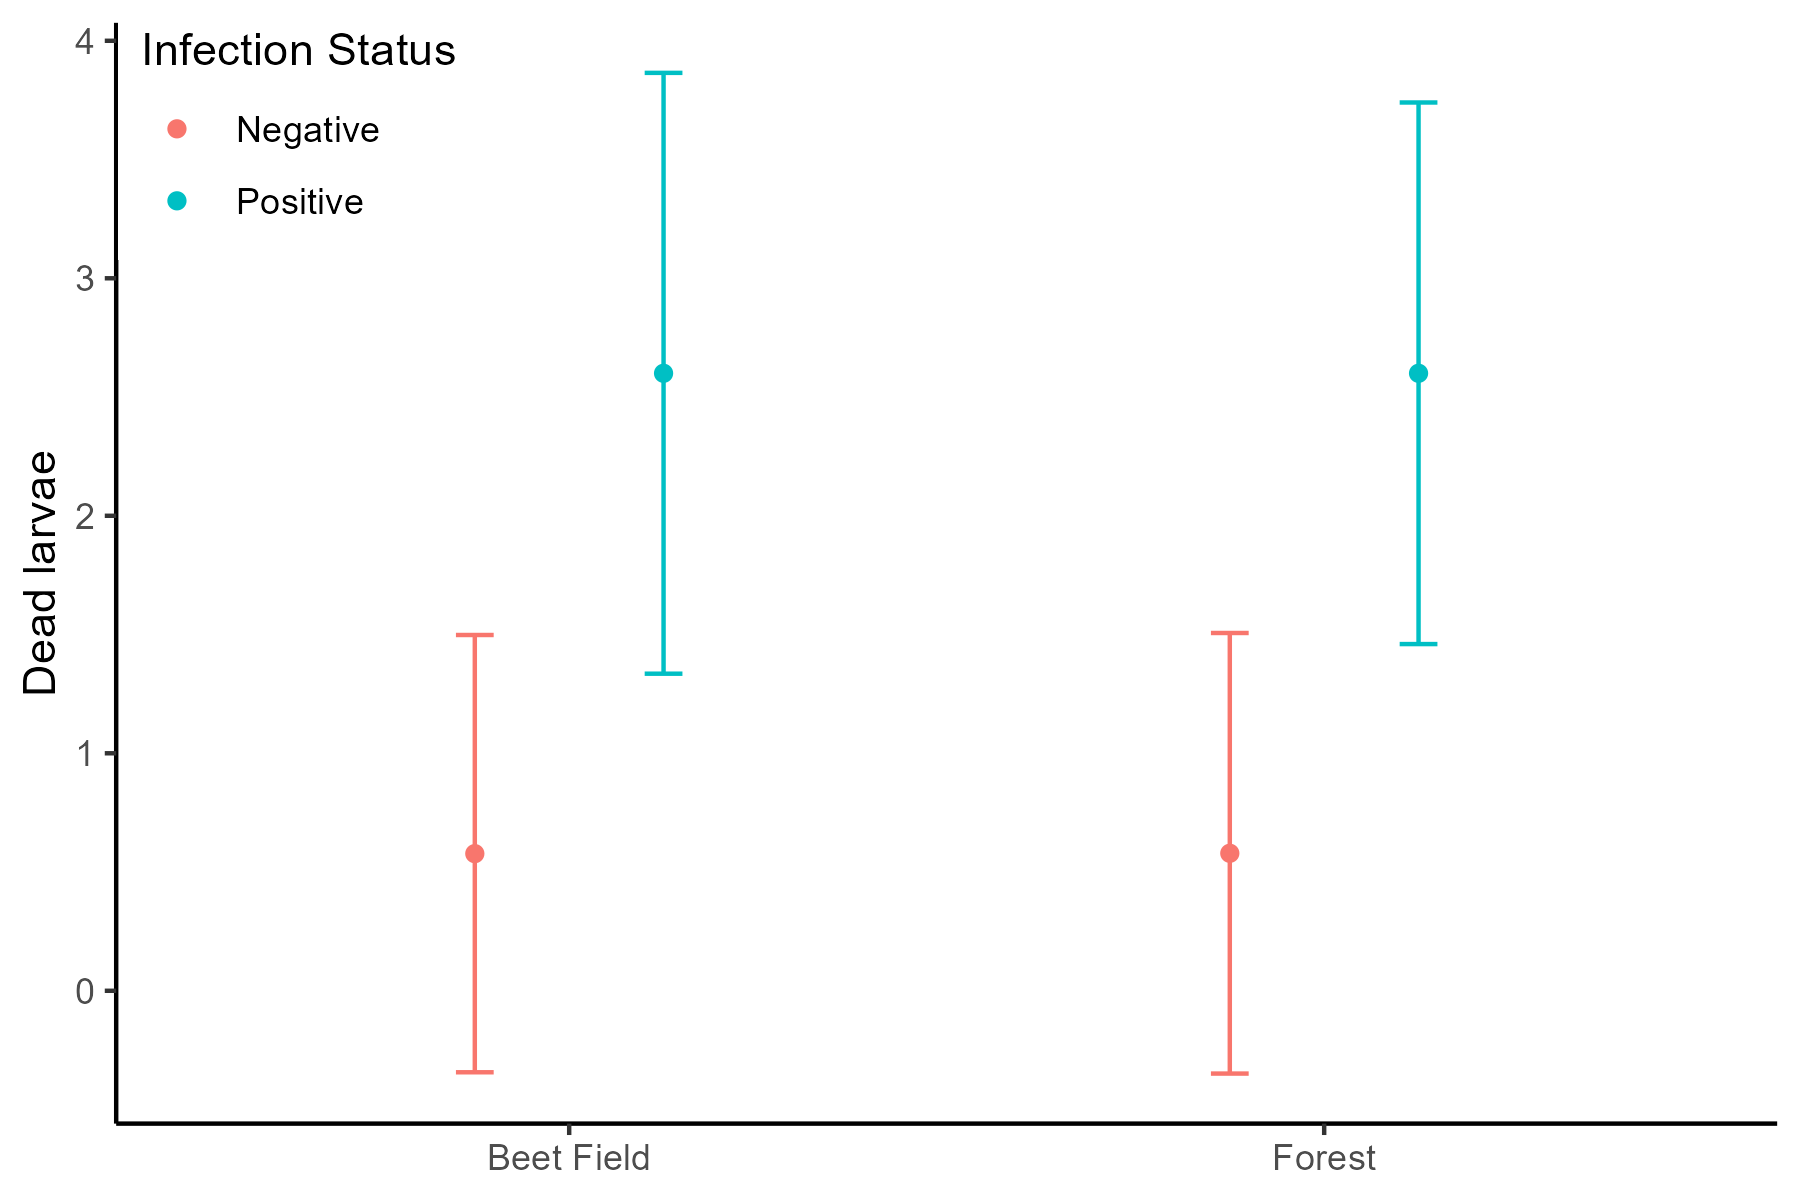 Infection Status
Negative
Positive
Dead larvae
4
3
2
1
0
Beet Field
Forest